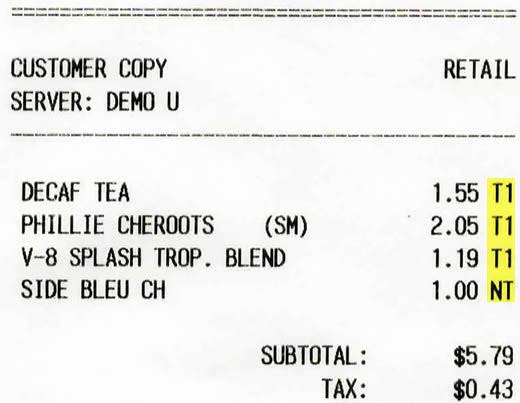 CUSTOMER COPY RETAIL
SERVER: DEMO U
DECAF TEA 1.55 T1
PHILLIE CHEROOTS (SM) 2.05 T1
V-8 SPLASH TROP. BLEND 1.19 T1
SIDE BLEU CH 1.00 NT
SUBTOTAL: $5.79
TAX: $0.43